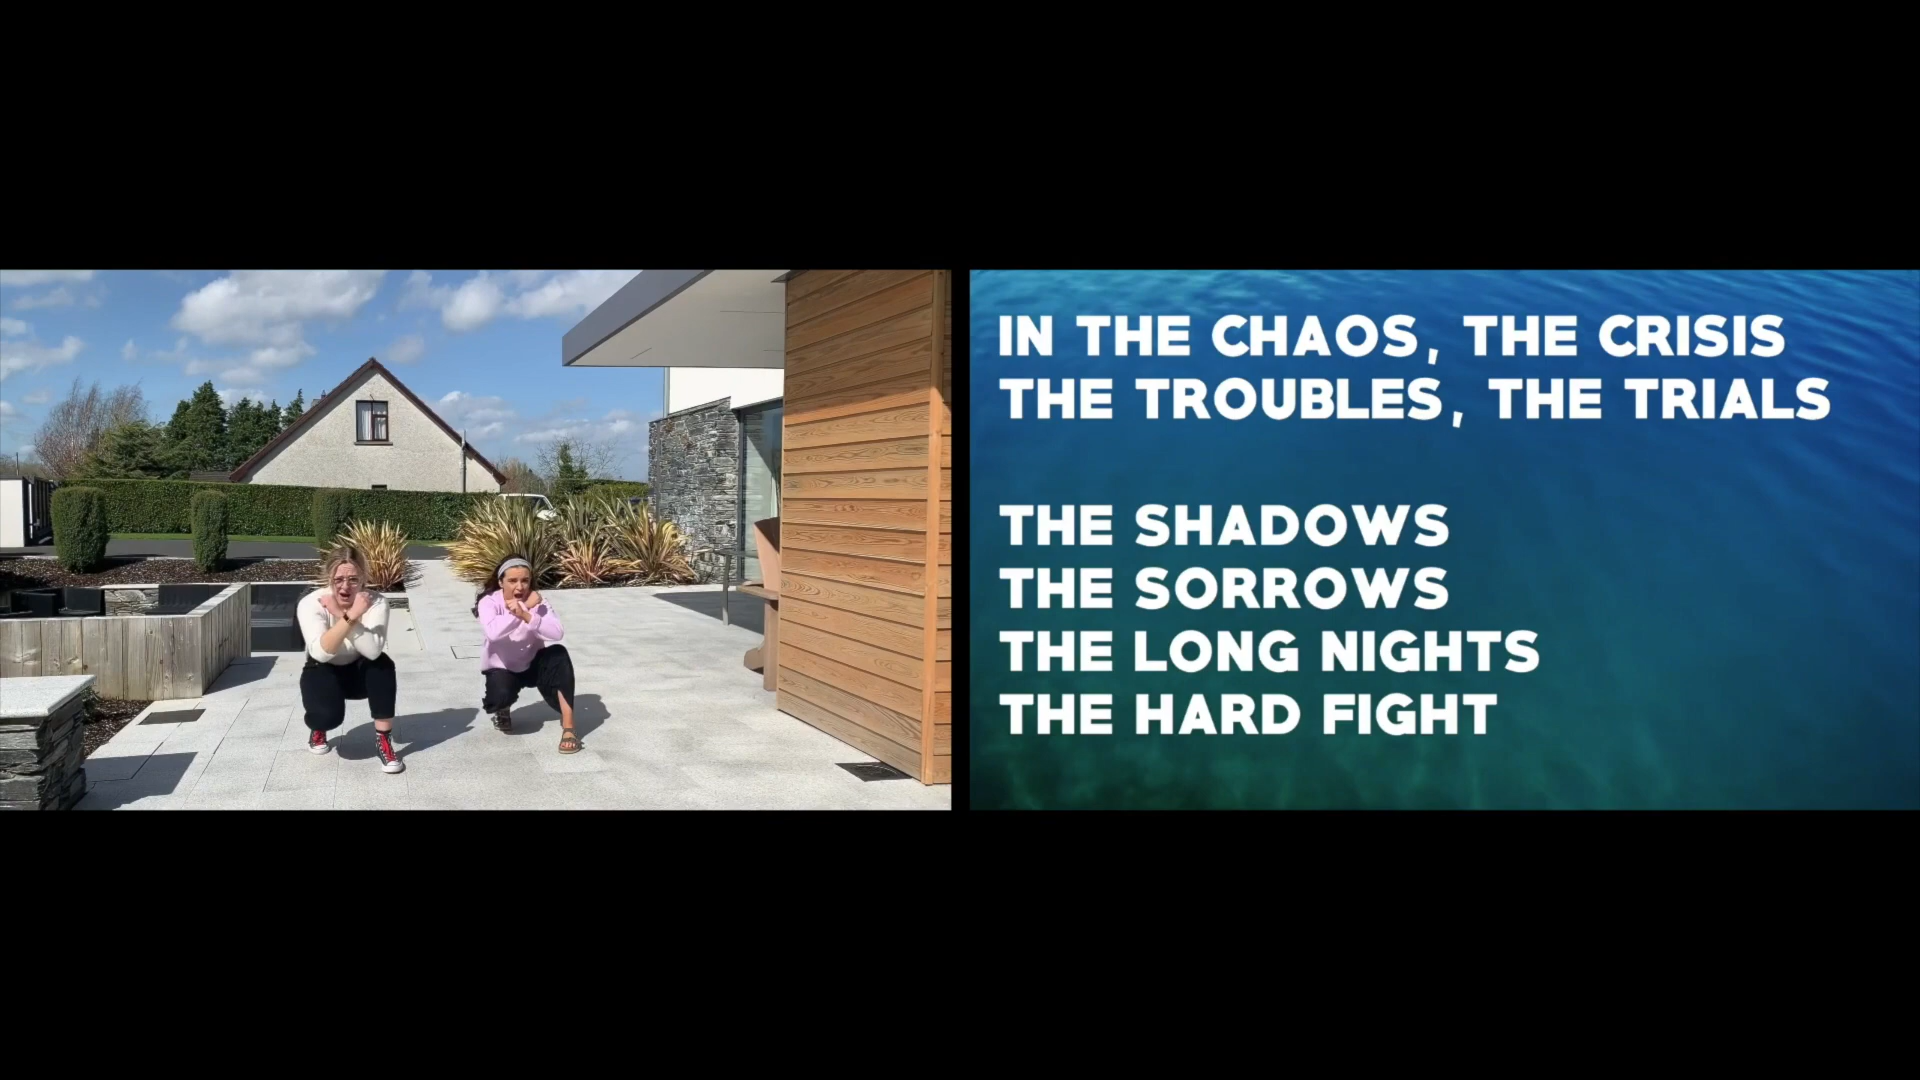 IN THE CHAOS, THE CRISIS
THE TROUBLES, THE TRIALS
THE SHADOWS
THE SORROWS
THE LONG NIGHTS
THE HARD FIGHT